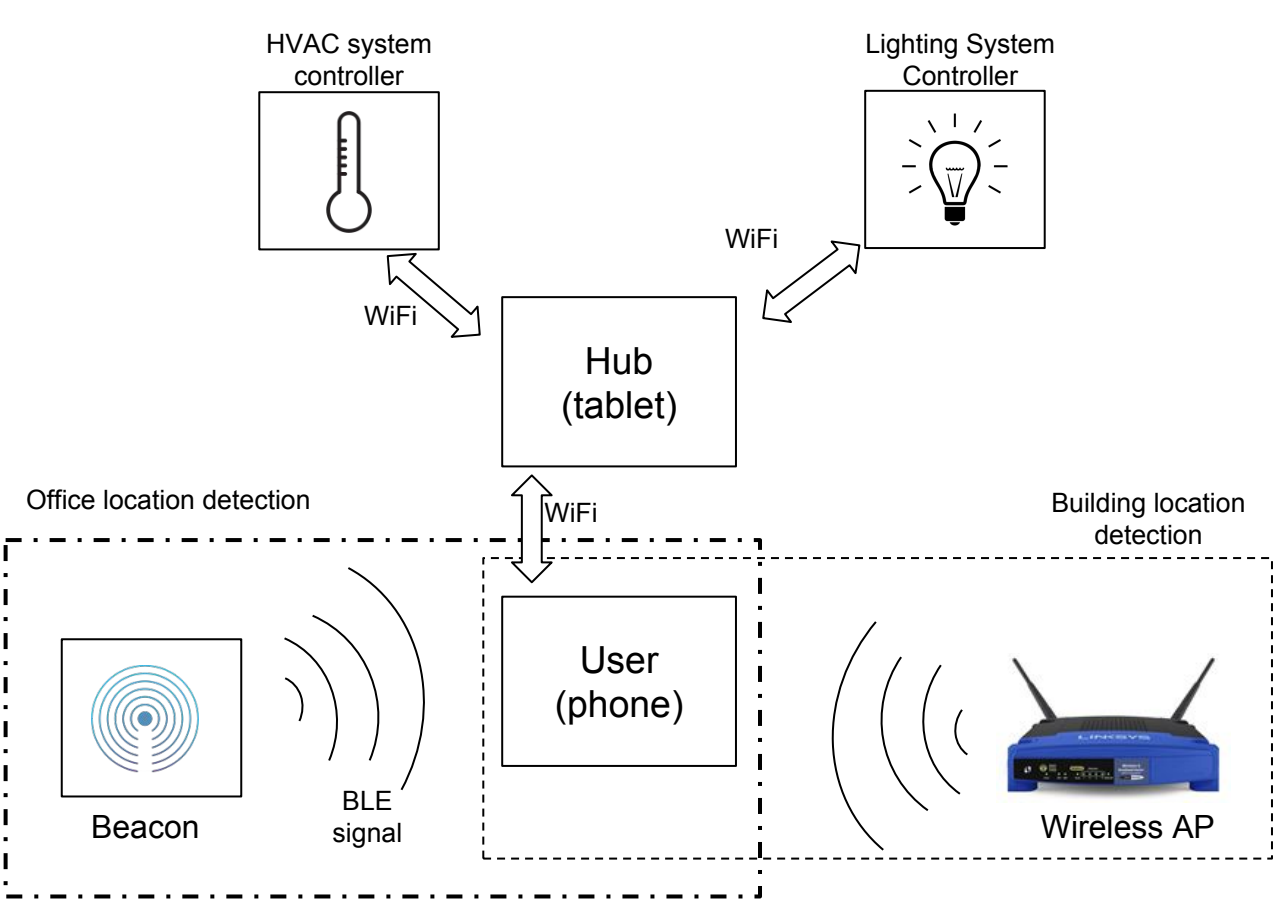 HVAC system
controller
Lighting System
Controller
WiFi
WiFi
Hub
(tablet)
WiFi
Office location detection
Building location
detection
User
(phone)
LINKSYS
Beacon
BLE
signal
Wireless AP